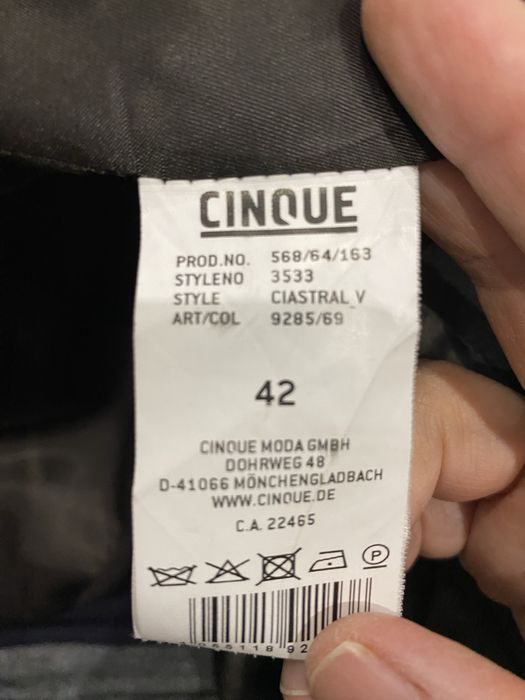 CINQUE
PROD.NO. 568/64/163
STYLENO 3533
STYLE CIASTRAL_V
ART/COL 9285/69
42
CINQUE MODA GMBH
DOHRWEG 48
D-41066 MÖNCHENGLADBACH
WWW.CINQUE.DE
C.A. 22465
P